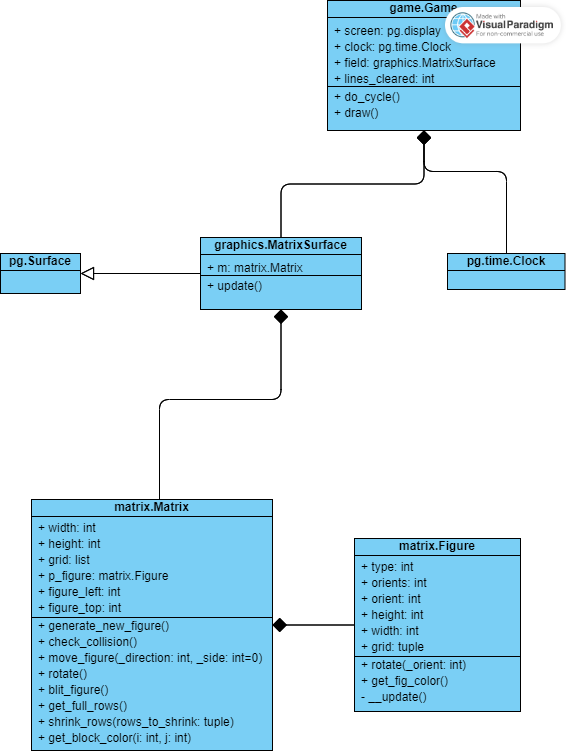 game.Game
+ screen: pg.display
+ clock: pg.time.Clock
+ field: graphics.MatrixSurface
+ lines_cleared: int
+ do_cycle()
+ draw()
Made with
Visual Paradigm
For non-commercial use
graphics.MatrixSurface
+ m: matrix.Matrix
+ update()
pg.Surface
pg.time.Clock
matrix.Matrix
+ width: int
+ height: int
+ grid: list
+ p_figure: matrix.Figure
+ figure_left: int
+ figure_top: int
+ generate_new_figure()
+ check_collision()
+ move_figure(_direction: int, _side: int=0)
+ rotate()
+ blit_figure()
+ get_full_rows()
+ shrink_rows(rows_to_shrink: tuple)
+ get_block_color(i: int, j: int)
matrix.Figure
+ type: int
+ orients: int
+ orient: int
+ height: int
+ width: int
+ grid: tuple
+ rotate(_orient: int)
+ get_fig_color()
- __update()